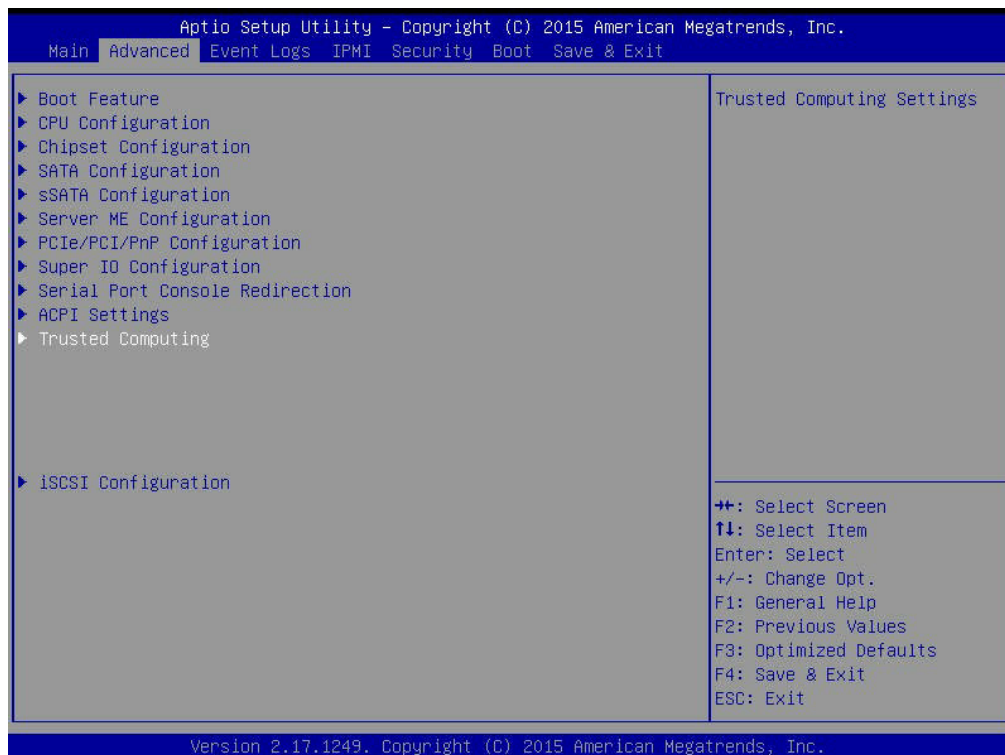 Aptio Setup Utility – Copyright (C) 2015 American Megatrends, Inc.
Main Advanced Event Logs IPMI Security Boot Save & Exit
▶ Boot Feature
▶ CPU Configuration
▶ Chipset Configuration
▶ SATA Configuration
▶ sSATA Configuration
▶ Server ME Configuration
▶ PCIe/PCI/PnP Configuration
▶ Super IO Configuration
▶ Serial Port Console Redirection
▶ ACPI Settings
▶ Trusted Computing
▶ iSCSI Configuration
Trusted Computing Settings
→←: Select Screen
↑↓: Select Item
Enter: Select
+/-: Change Opt.
F1: General Help
F2: Previous Values
F3: Optimized Defaults
F4: Save & Exit
ESC: Exit
Version 2.17.1249. Copyright (C) 2015 American Megatrends, Inc.